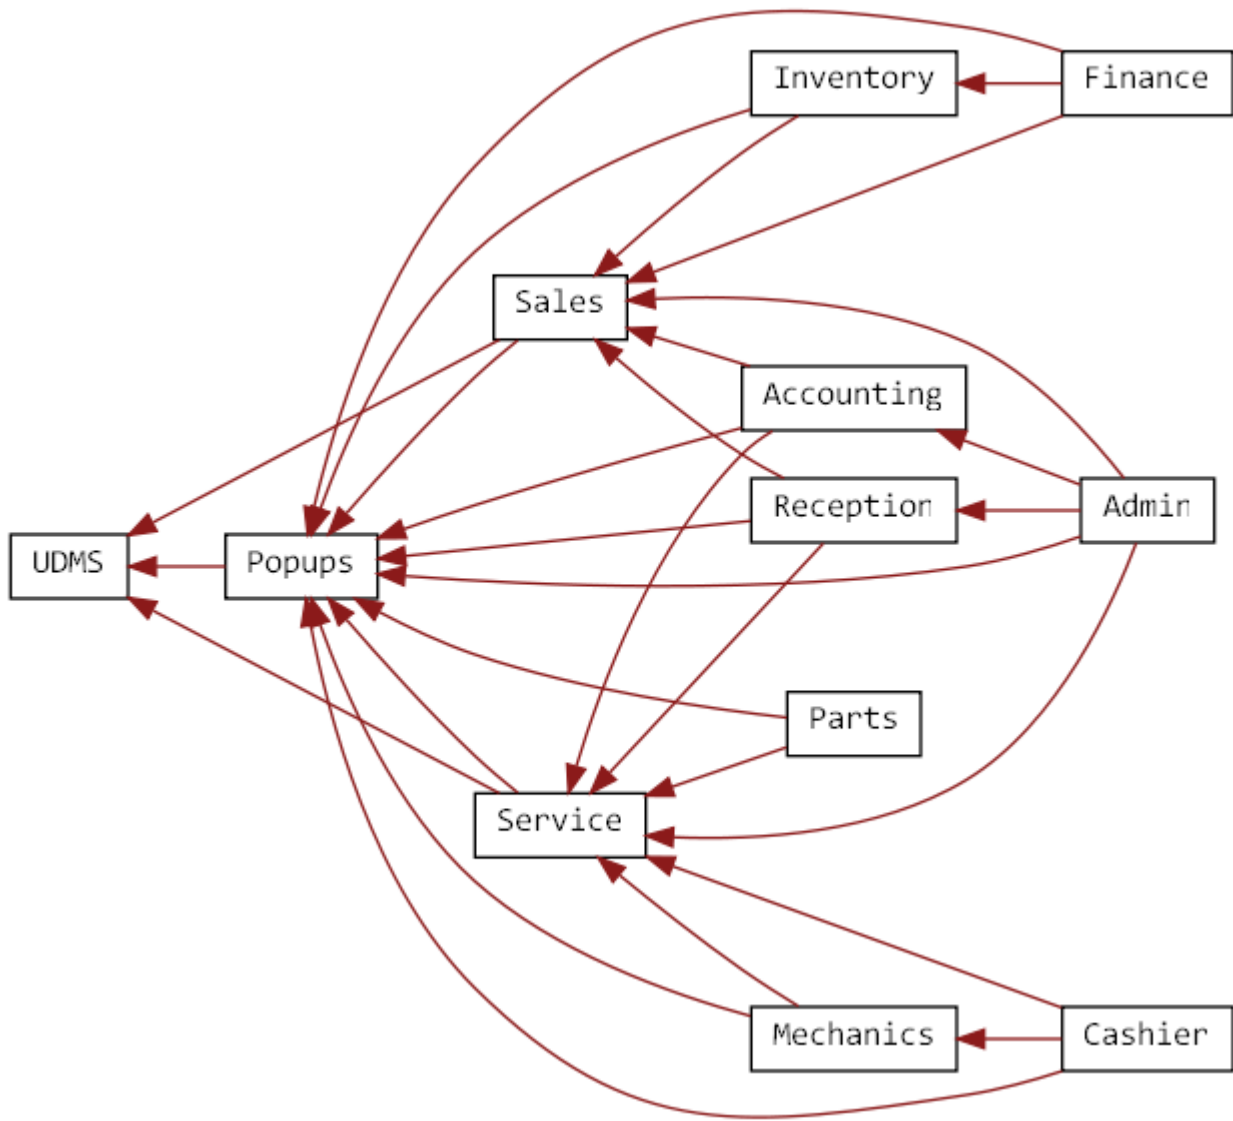 Inventory
Finance
Sales
Accounting
Reception
Admin
UDMS
Popups
Parts
Service
Mechanics
Cashier